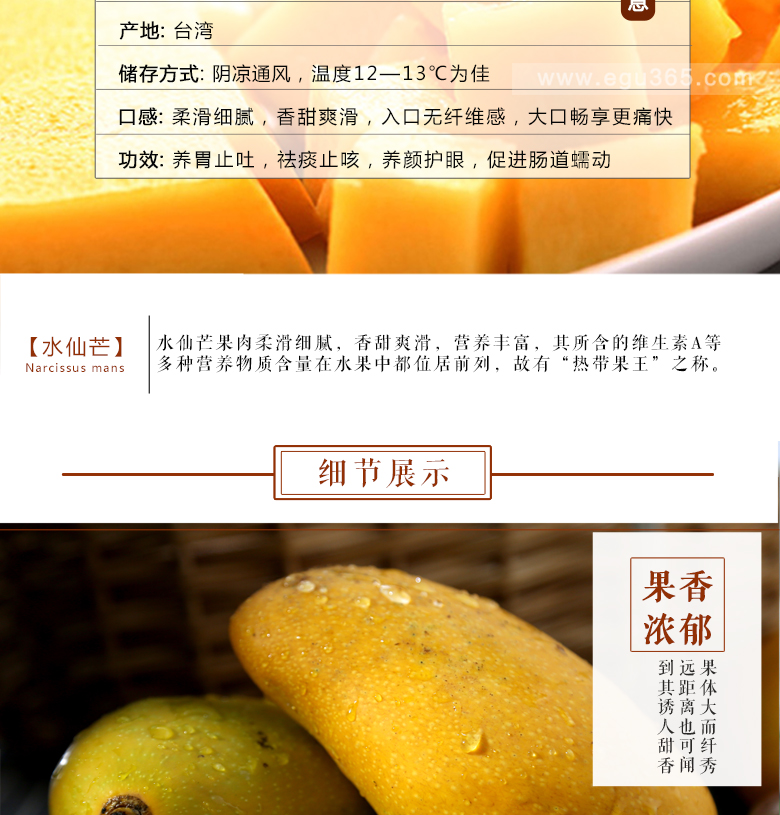 意
产地: 台湾
储存方式: 阴凉通风，温度12—13℃为佳
www.egu365.com
口感: 柔滑细腻，香甜爽滑，入口无纤维感，大口畅享更痛快
功效: 养胃止吐，祛痰止咳，养颜护眼，促进肠道蠕动
【水仙芒】
Narcissus mans
水仙芒果肉柔滑细腻，香甜爽滑，营养丰富，其所含的维生素A等
多种营养物质含量在水果中都位居前列，故有“热带果王”之称。
细节展示
果香
浓郁
果体大而纤秀
远距离也可闻
到其诱人甜香